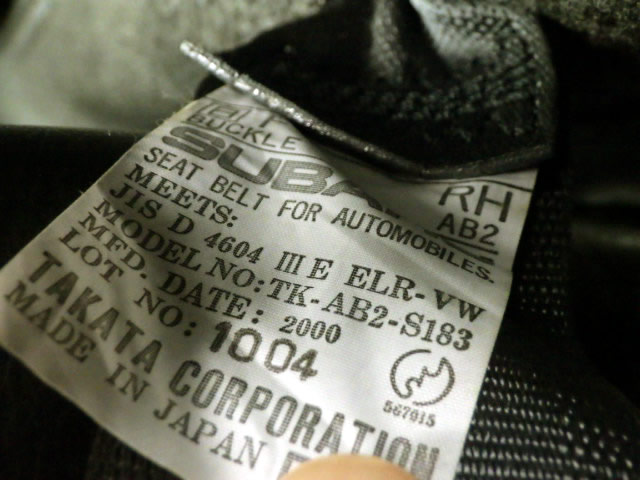 BUCKLE
SUBA
RH
AB2
SEAT BELT FOR AUTOMOBILES.
MEETS:
JIS D 4604 III E ELR-VW
MODEL NO: TK-AB2-S183
MFD. DATE: 2000
LOT NO: 1004
TAKATA CORPORATION
MADE IN JAPAN
567015